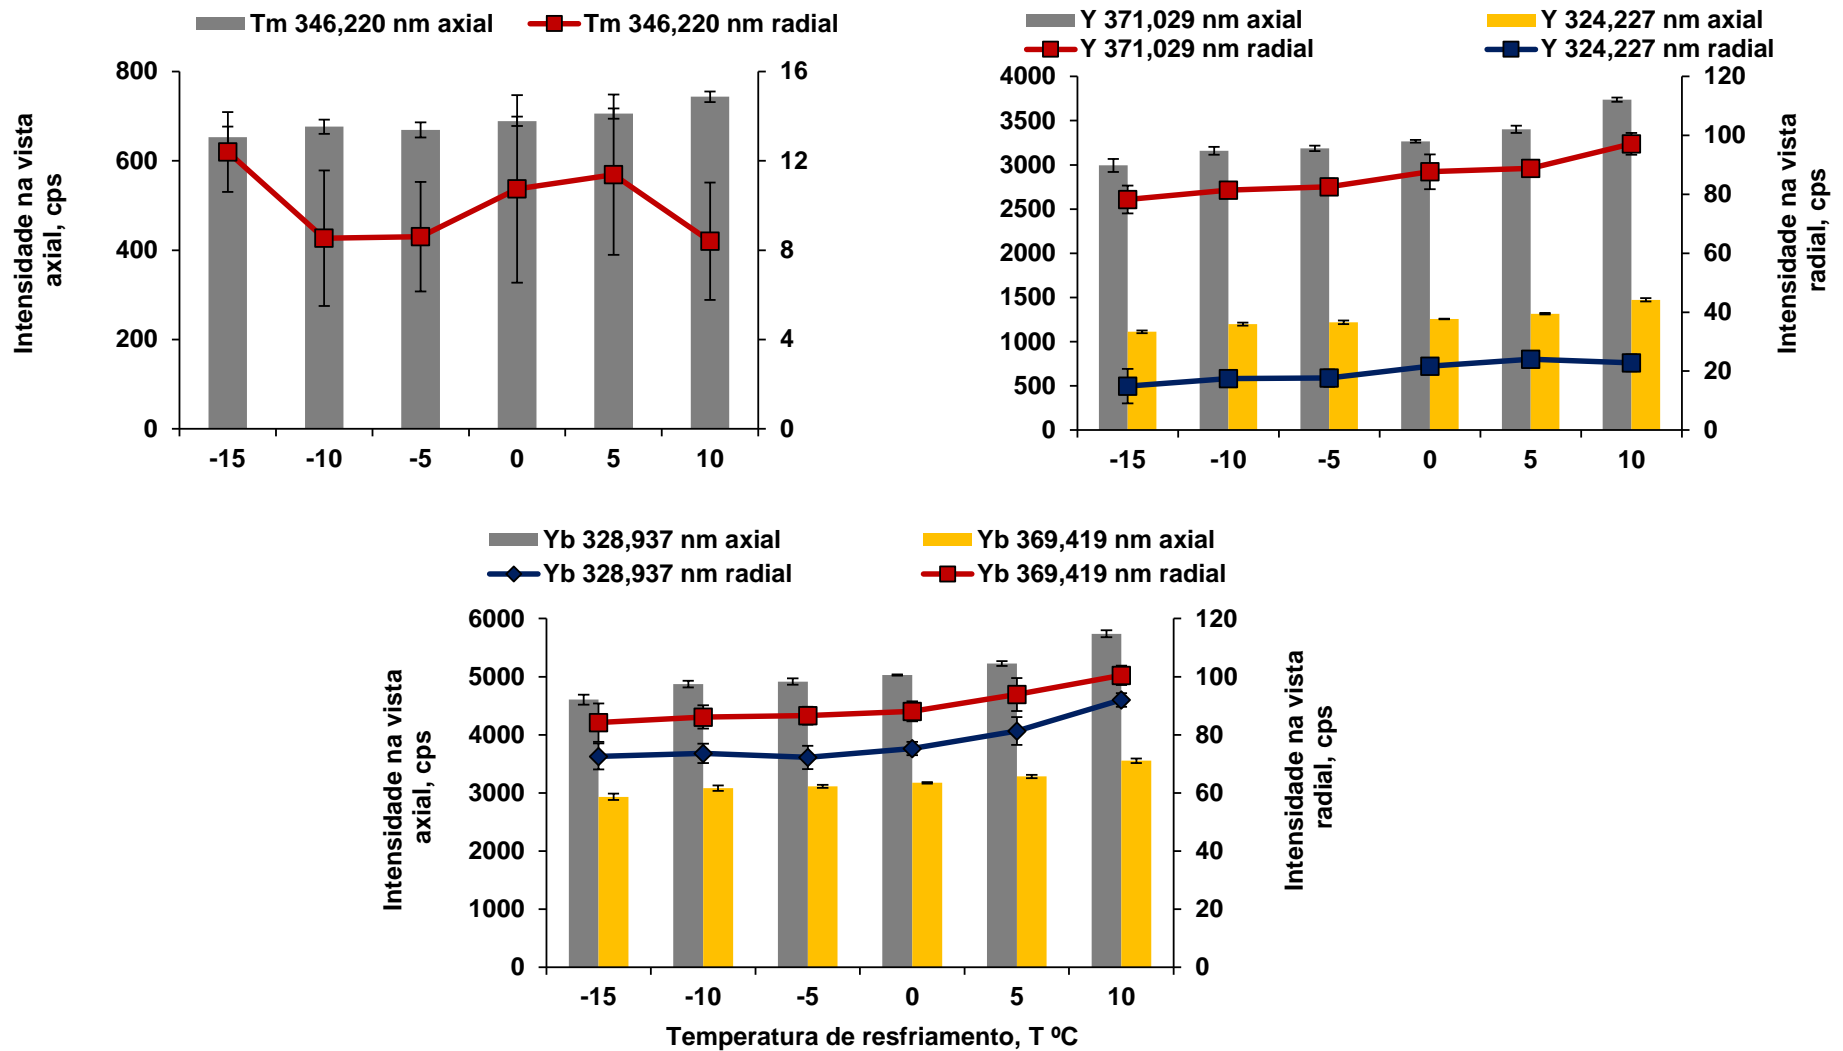 Tm 346,220 nm axial Tm 346,220 nm radial
Intensidade na vista
axial, cps
800
600
400
200
0
16
12
8
4
0
-15 -10 -5 0 5 10
Y 371,029 nm axial Y 324,227 nm axial
Y 371,029 nm radial Y 324,227 nm radial
4000
3500
3000
2500
2000
1500
1000
500
0
120
100
80
60
40
20
0
Intensidade na vista
radial, cps
-15 -10 -5 0 5 10
Yb 328,937 nm axial Yb 369,419 nm axial
Yb 328,937 nm radial Yb 369,419 nm radial
Intensidade na vista
axial, cps
6000
5000
4000
3000
2000
1000
0
120
100
80
60
40
20
0
Intensidade na vista
radial, cps
-15 -10 -5 0 5 10
Temperatura de resfriamento, T ºC